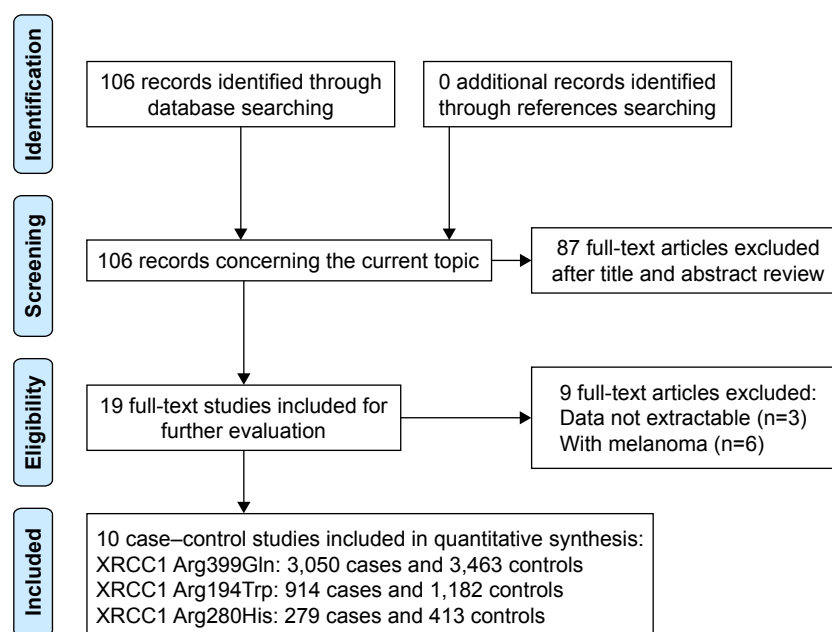 Identification
106 records identified through
database searching
0 additional records identified
through references searching
Screening
106 records concerning the current topic
87 full-text articles excluded
after title and abstract review
Eligibility
19 full-text studies included for
further evaluation
9 full-text articles excluded:
Data not extractable (n=3)
With melanoma (n=6)
Included
10 case–control studies included in quantitative synthesis:
XRCC1 Arg399Gln: 3,050 cases and 3,463 controls
XRCC1 Arg194Trp: 914 cases and 1,182 controls
XRCC1 Arg280His: 279 cases and 413 controls